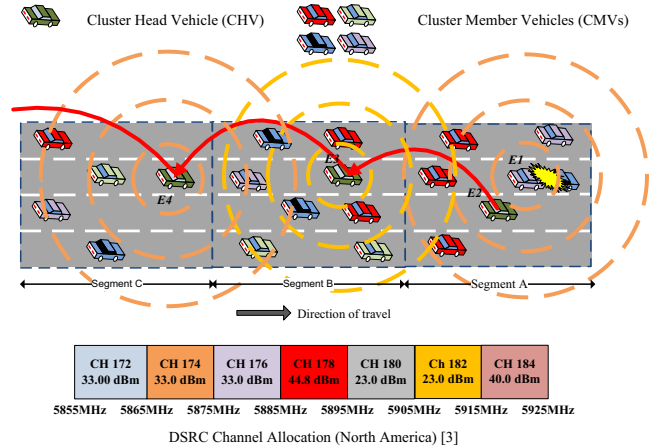 Cluster Head Vehicle (CHV) Cluster Member Vehicles (CMVs)
E3 E1
E4 E2
Segment C Segment B Segment A
Direction of travel
CH 172 CH 174 CH 176 CH 178 CH 180 Ch 182 CH 184
33.00 dBm 33.0 dBm 33.0 dBm 44.8 dBm 23.0 dBm 23.0 dBm 40.0 dBm
5855MHz 5865MHz 5875MHz 5885MHz 5895MHz 5905MHz 5915MHz 5925MHz
DSRC Channel Allocation (North America) [3]